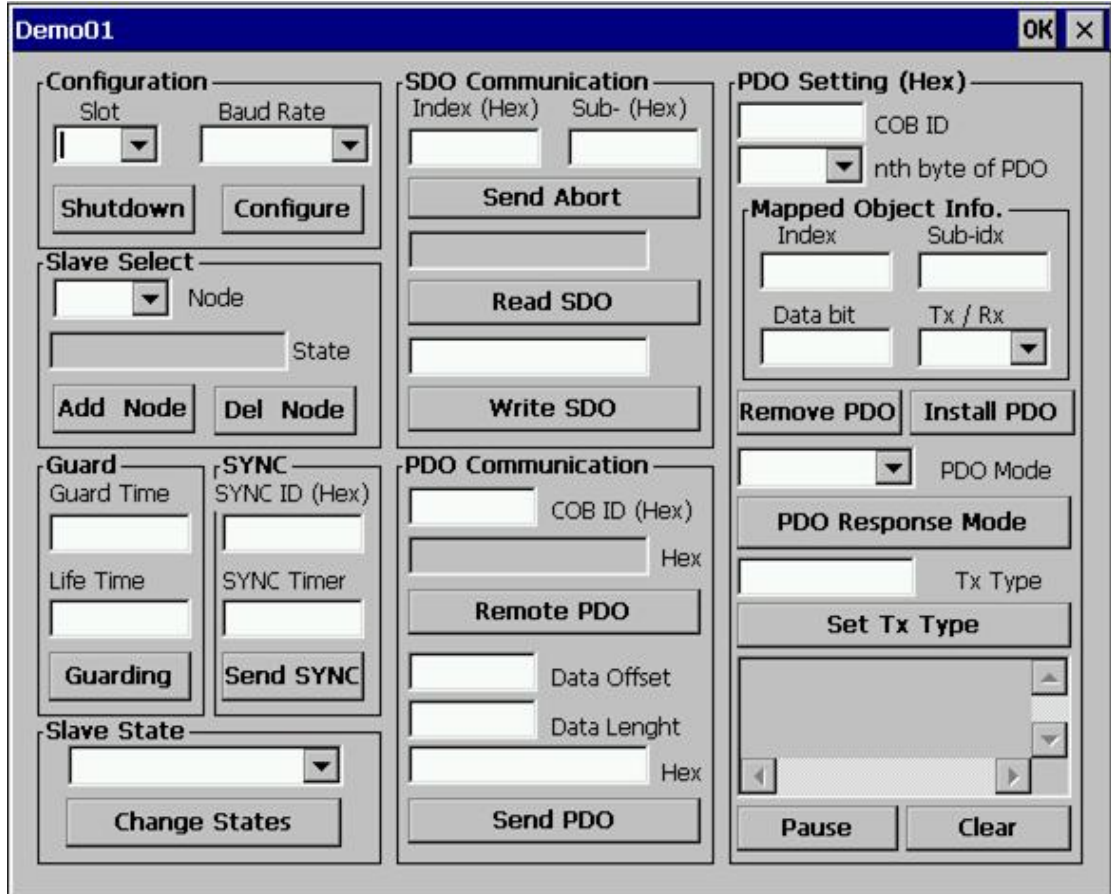 Demo01
OK
Configuration
Slot
Baud Rate
Shutdown
Configure
Slave Select
Node
State
Add Node
Del Node
Guard
Guard Time
Life Time
Guarding
SYNC
SYNC ID (Hex)
SYNC Timer
Send SYNC
Slave State
Change States
SDO Communication
Index (Hex)
Sub- (Hex)
Send Abort
Read SDO
Write SDO
PDO Communication
COB ID (Hex)
Hex
Remote PDO
Data Offset
Data Lenght
Hex
Send PDO
PDO Setting (Hex)
COB ID
nth byte of PDO
Mapped Object Info.
Index
Sub-idx
Data bit
Tx / Rx
Remove PDO
Install PDO
PDO Mode
PDO Response Mode
Tx Type
Set Tx Type
Pause
Clear